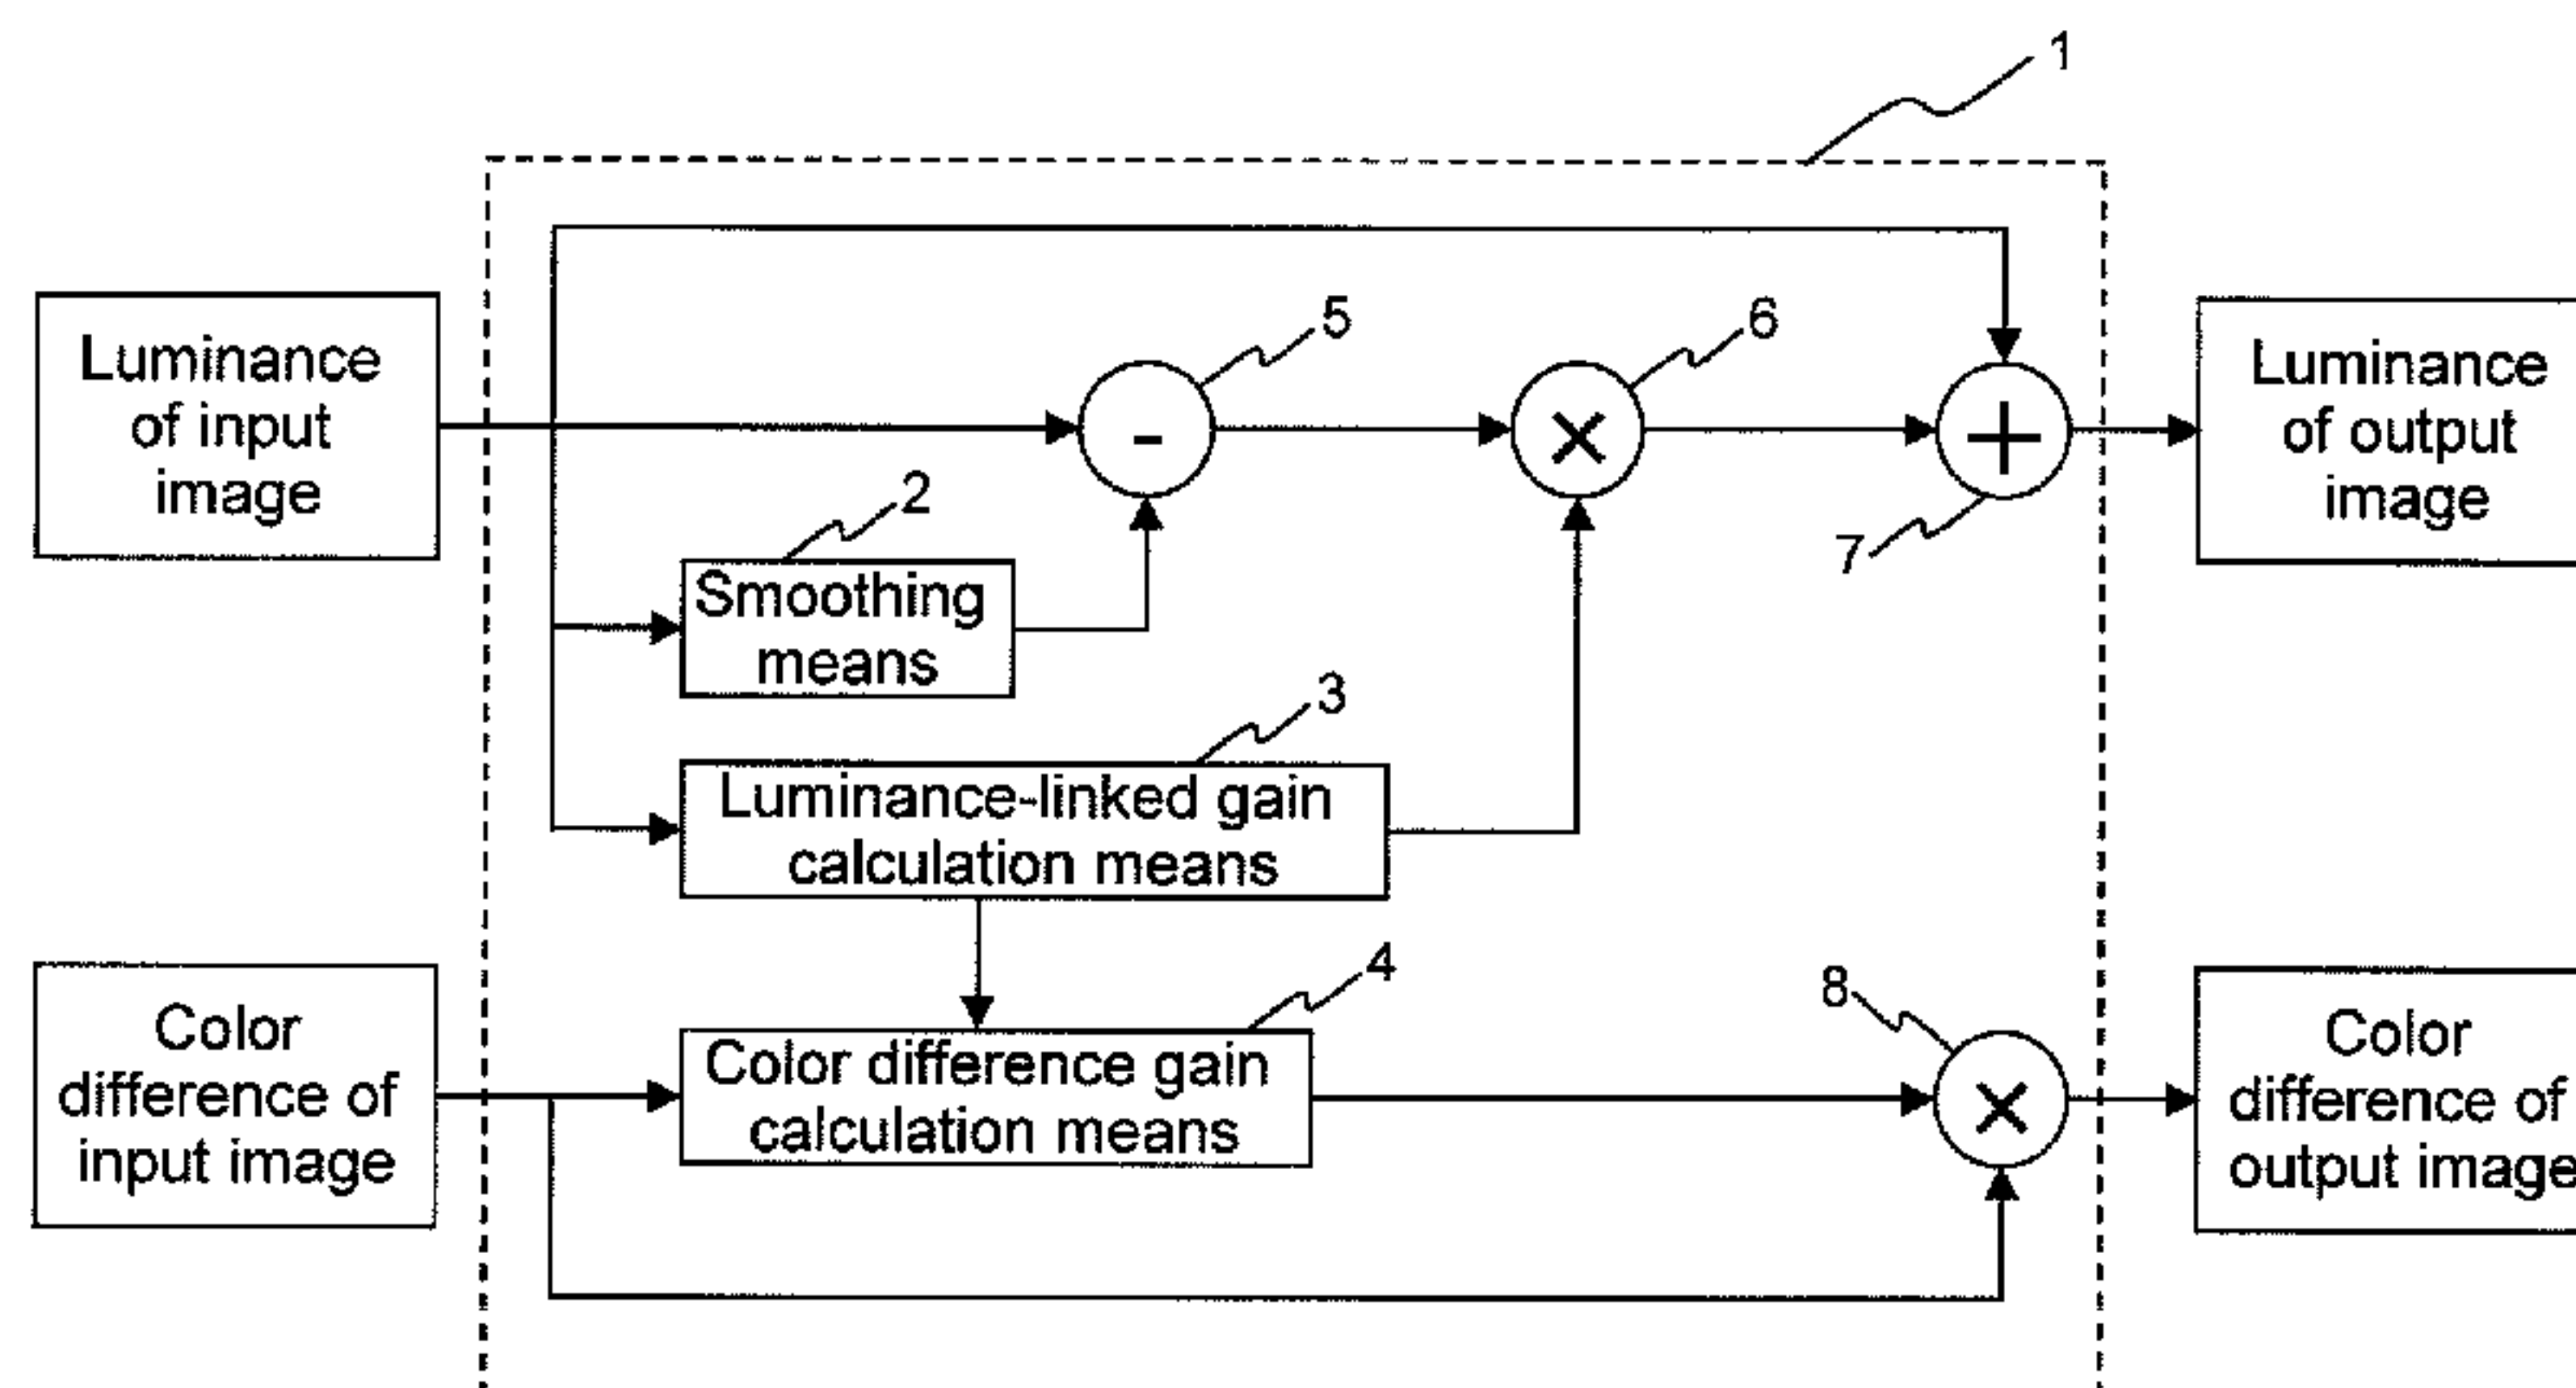 1
Luminance
of input
image
5
6
7
Luminance
of output
image
2
Smoothing
means
3
Luminance-linked gain
calculation means
Color
difference of
input image
4
Color difference gain
calculation means
8
Color
difference of
output image
-
×
+
×